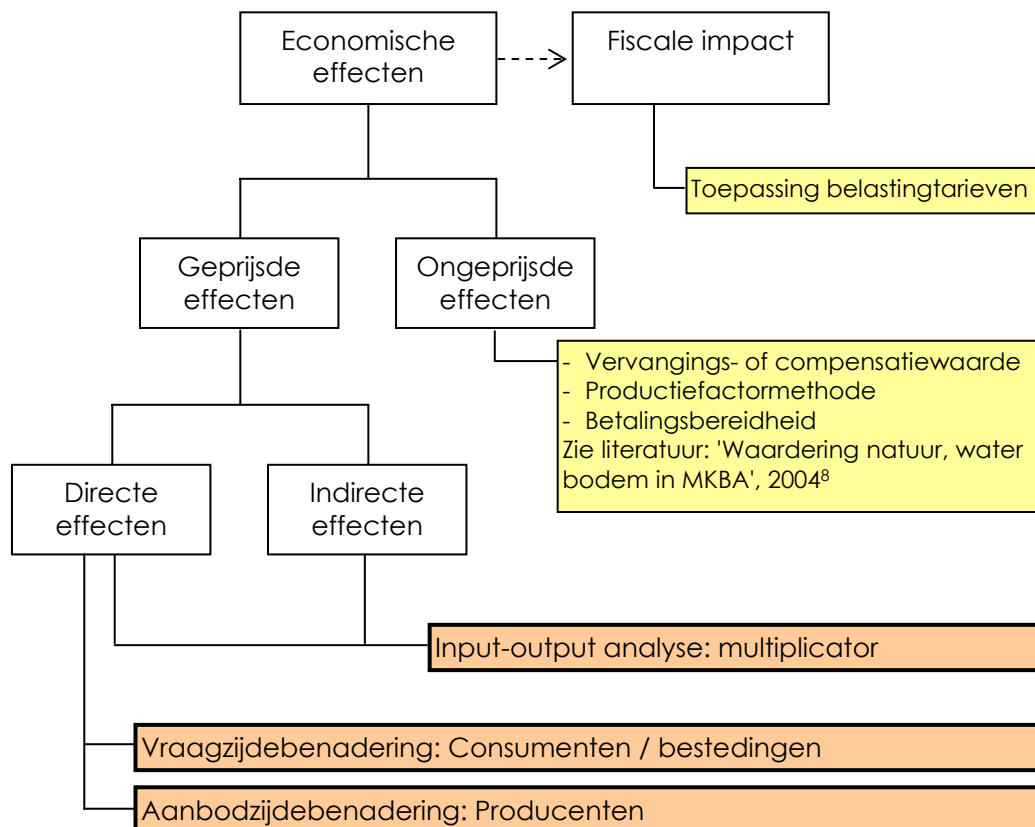 Economische
effecten
Fiscale impact
Toepassing belastingtarieven
Geprijsde
effecten
Ongeprijsde
effecten
- Vervangings- of compensatiewaarde
- Productiefactormethode
- Betalingsbereidheid
Zie literatuur: 'Waardering natuur, water
bodem in MKBA', 2004⁸
Directe
effecten
Indirecte
effecten
Input-output analyse: multiplicator
Vraagzijdebenadering: Consumenten / bestedingen
Aanbodzijdebenadering: Producenten